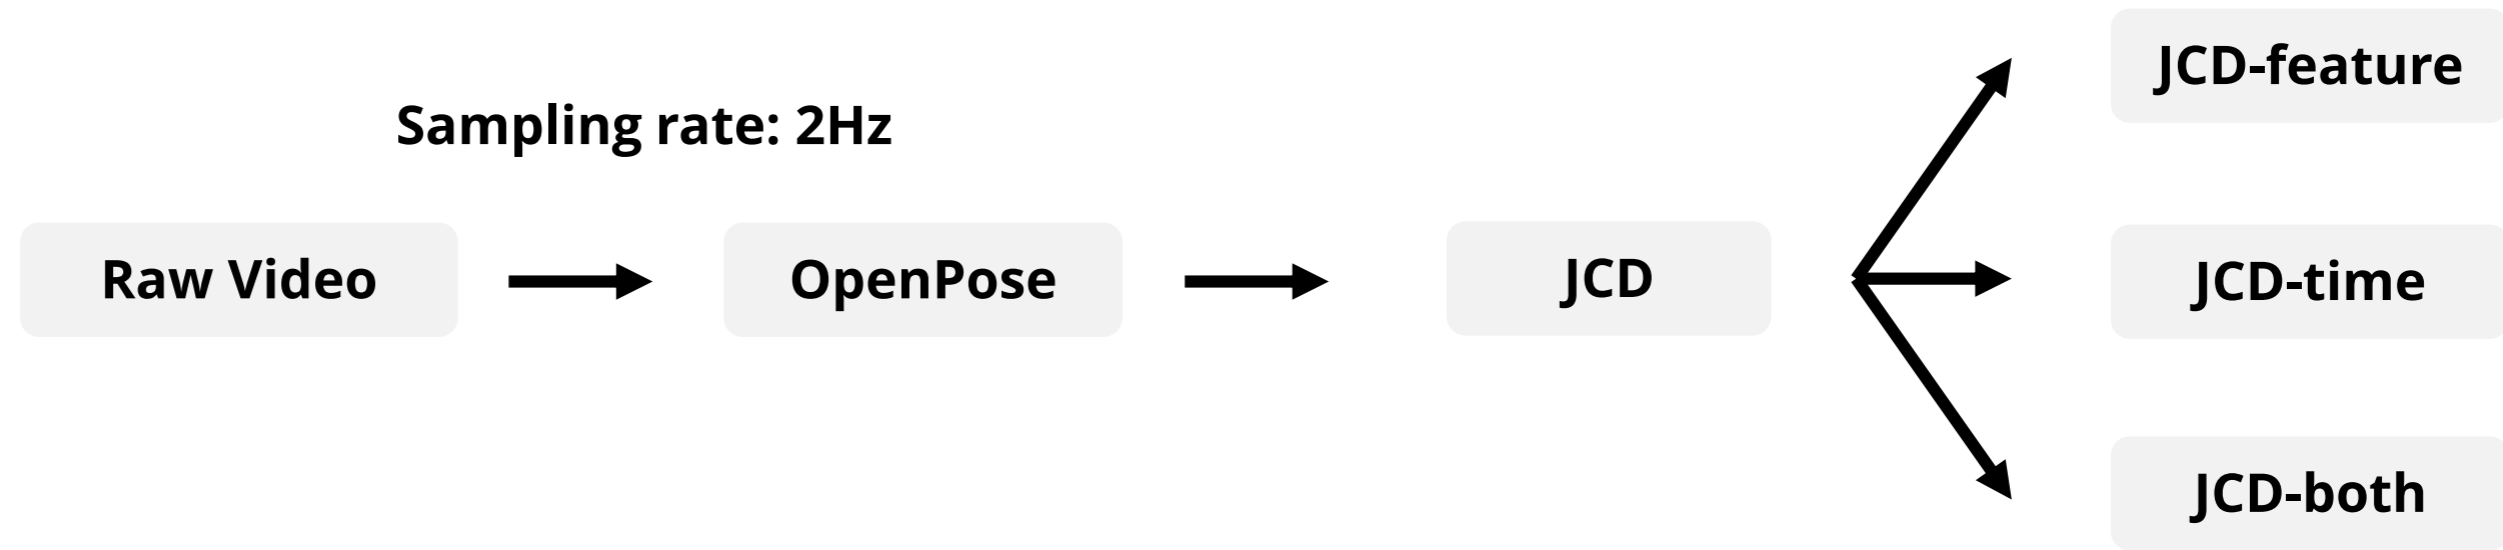 JCD-feature
Sampling rate: 2Hz
Raw Video
OpenPose
JCD
JCD-time
JCD-both